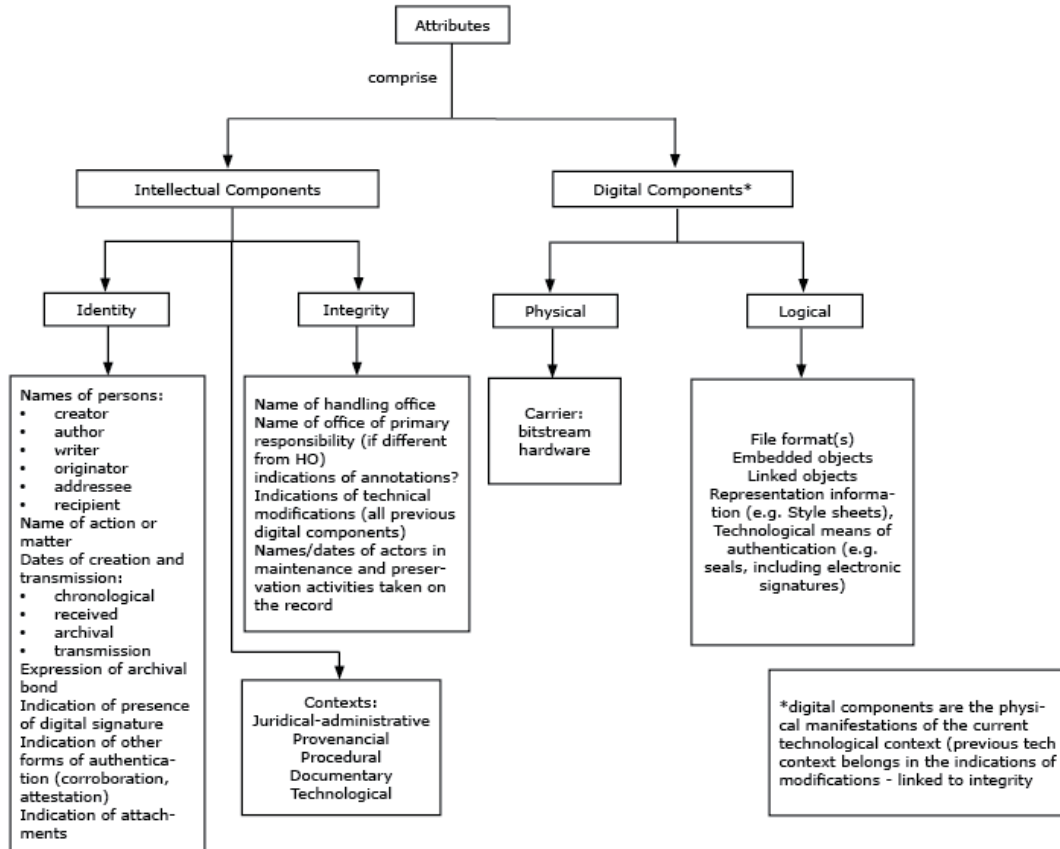 Attributes
comprise
Intellectual Components
Digital Components*
Identity
Integrity
Physical
Logical
Names of persons:
• creator
• author
• writer
• originator
• addressee
• recipient
Name of action or
matter
Dates of creation and
transmission:
• chronological
• received
• archival
• transmission
Expression of archival
bond
Indication of presence
of digital signature
Indication of other
forms of authentica-
tion (corroboration,
attestation)
Indication of attach-
ments
Name of handling office
Name of office of primary
responsibility (if different
from HO)
indications of annotations?
Indications of technical
modifications (all previous
digital components)
Names/dates of actors in
maintenance and preser-
vation activities taken on
the record
Contexts:
Juridical-administrative
Provenancial
Procedural
Documentary
Technological
Carrier:
bitstream
hardware
File format(s)
Embedded objects
Linked objects
Representation informa-
tion (e.g. Style sheets),
Technological means of
authentication (e.g.
seals, including electronic
signatures)
*digital components are the physi-
cal manifestations of the current
technological context (previous tech
context belongs in the indications of
modifications - linked to integrity